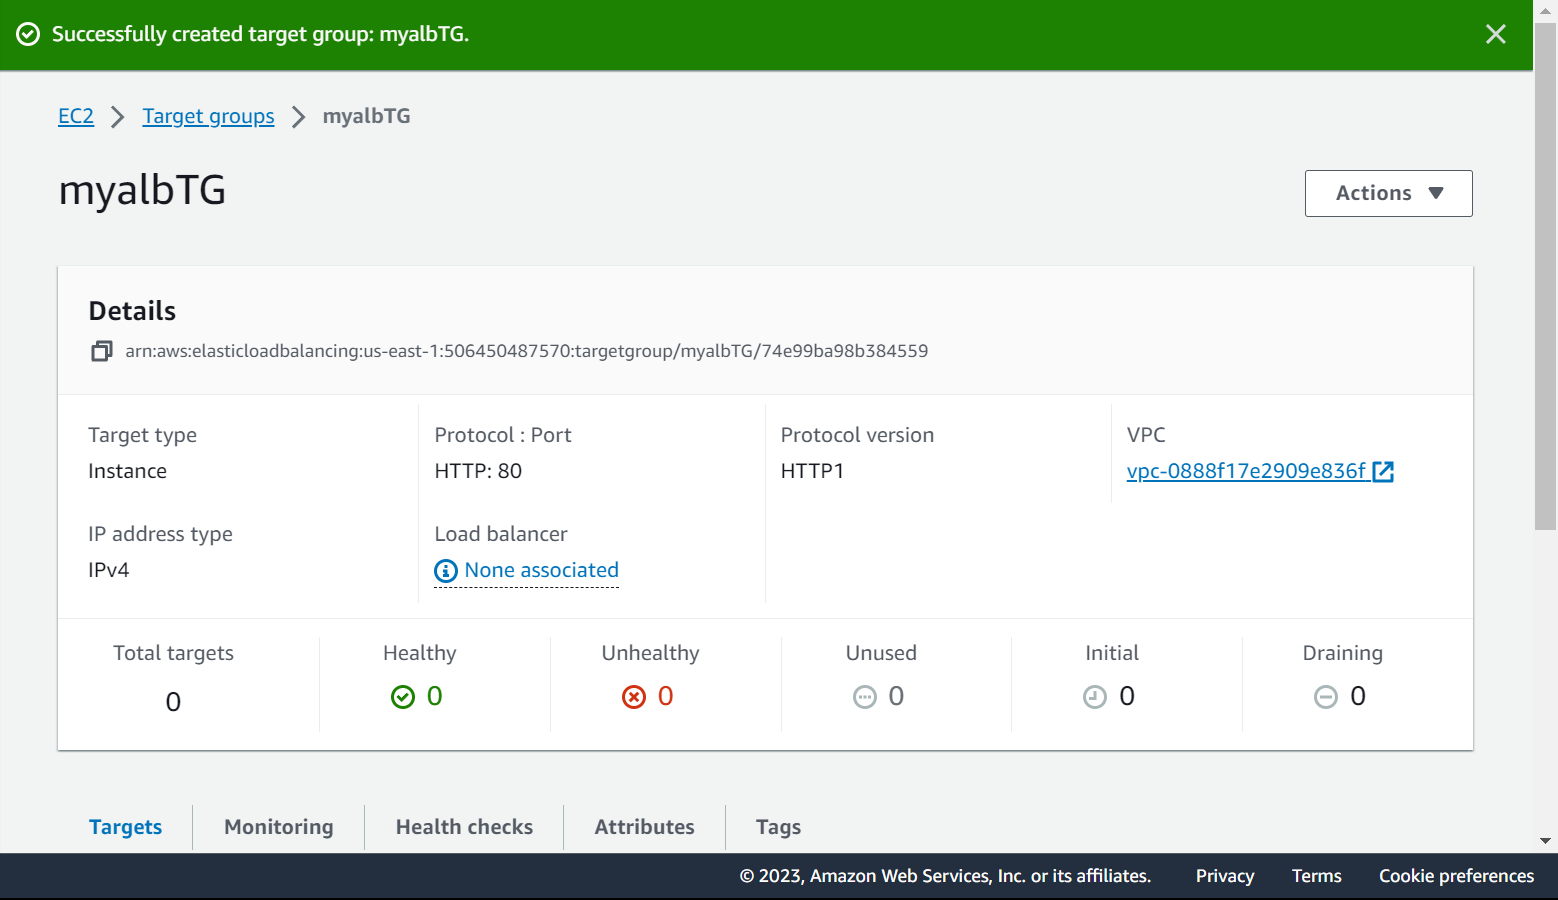 Successfully created target group: myalbTG.
EC2 Target groups myalbTG
myalbTG
Actions
Details
arn:aws:elasticloadbalancing:us-east-1:506450487570:targetgroup/myalbTG/74e99ba98b384559
Target type Protocol : Port Protocol version VPC
Instance HTTP: 80 HTTP1 vpc-0888f17e2909e836f
IP address type Load balancer
IPv4 None associated
Total targets Healthy Unhealthy Unused Initial Draining
0 0 0 0 0 0
Targets Monitoring Health checks Attributes Tags
© 2023, Amazon Web Services, Inc. or its affiliates. Privacy Terms Cookie preferences